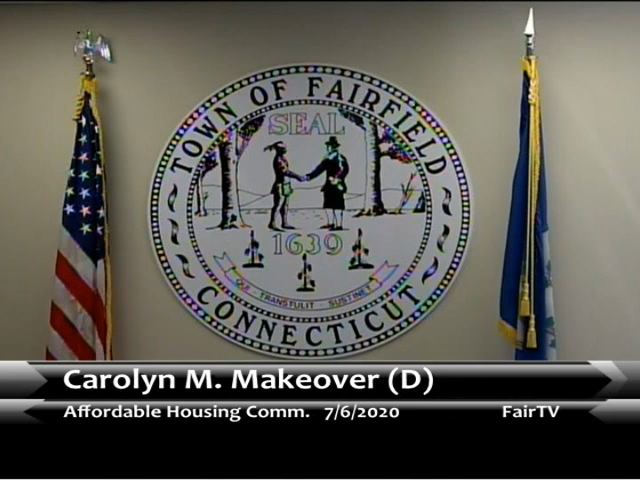 TOWN OF FAIRFIELD
SEAL
1639
QUI TRANSTULIT SUSTINET
CONNECTICUT
Carolyn M. Makeover (D)
Affordable Housing Comm. 7/6/2020 FairTV